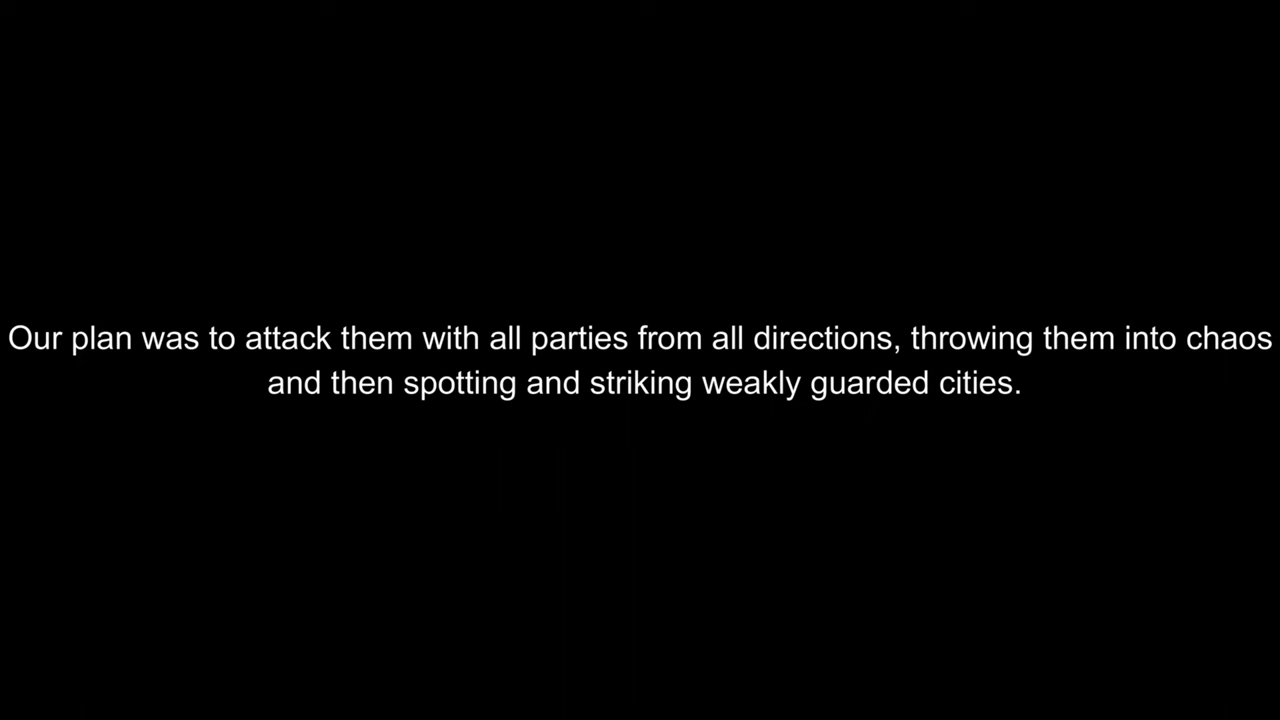 Our plan was to attack them with all parties from all directions, throwing them into chaos
and then spotting and striking weakly guarded cities.